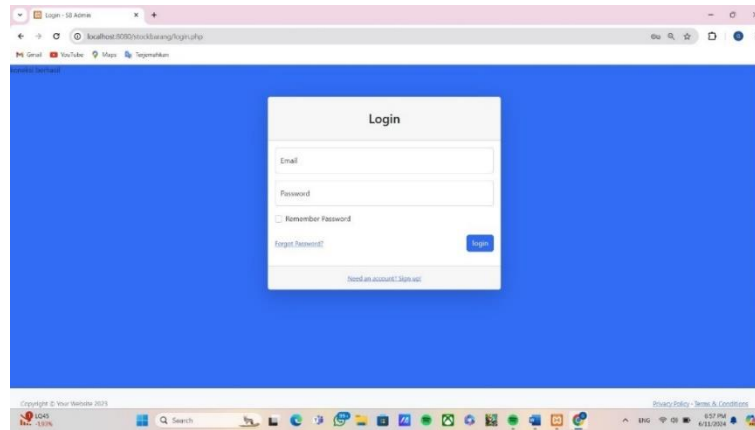 Login - SB Admin
localhost:8080/stockbarang/login.php
Gmail YouTube Maps Terjemahkan
koneksi berhasil
Login
Email
Password
Remember Password
Forgot Password?
login
Need an account? Sign up!
Copyright © Your Website 2023
Privacy Policy · Terms & Conditions
LQ45
Search
ENG
6:57 PM
6/11/2024